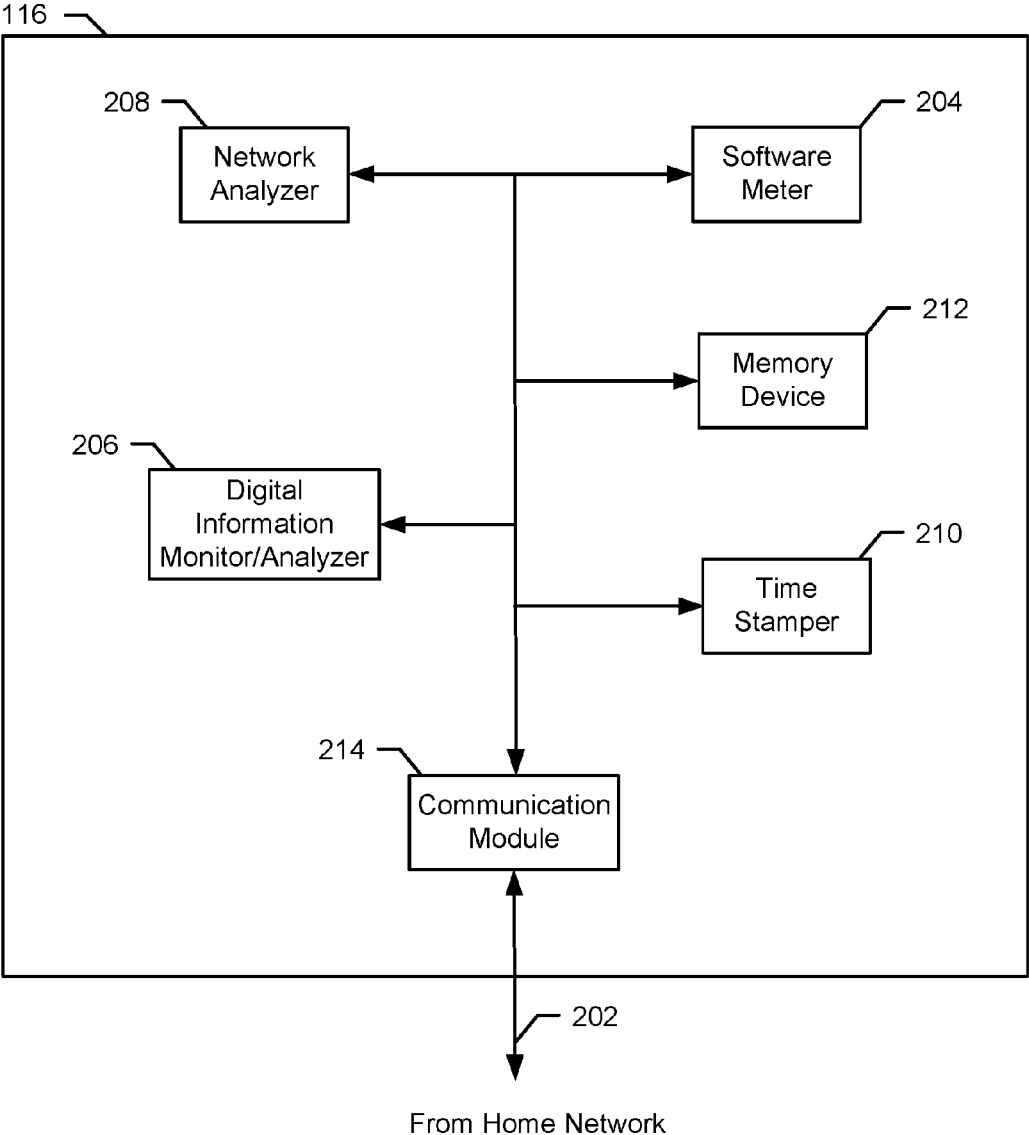 116
208
Network
Analyzer
204
Software
Meter
212
Memory
Device
206
Digital
Information
Monitor/Analyzer
210
Time
Stamper
214
Communication
Module
202
From Home Network